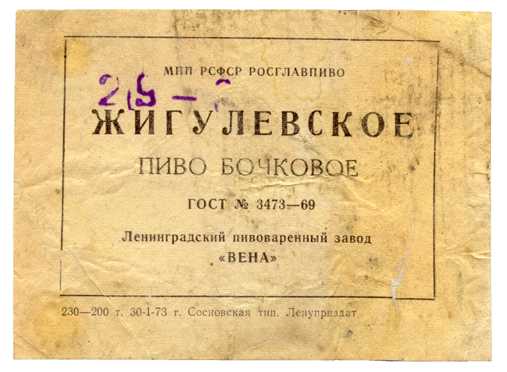 МПП РСФСР РОСГЛАВПИВО
25 –
ЖИГУЛЕВСКОЕ
ПИВО БОЧКОВОЕ
ГОСТ № 3473—69
Ленинградский пивоваренный завод
«ВЕНА»
230—200 т. 30-1-73 г. Сосновская тип. Ленуприздат